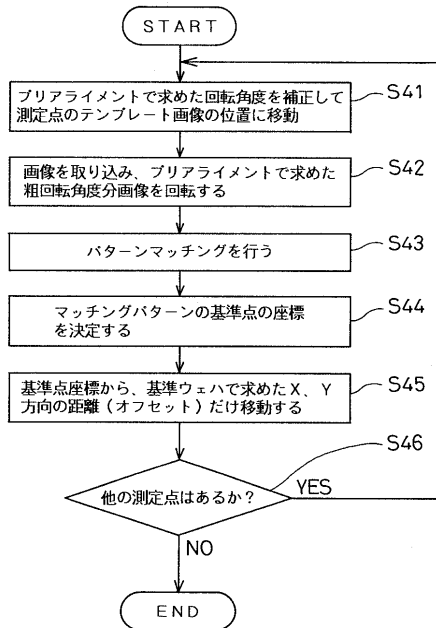 START
プリアライメントで求めた回転角度を補正して
測定点のテンプレート画像の位置に移動
S41
画像を取り込み、プリアライメントで求めた
粗回転角度分画像を回転する
S42
パターンマッチングを行う
S43
マッチングパターンの基準点の座標
を決定する
S44
基準点座標から、基準ウェハで求めたX、Y
方向の距離(オフセット)だけ移動する
S45
S46
他の測定点はあるか?
YES
NO
END